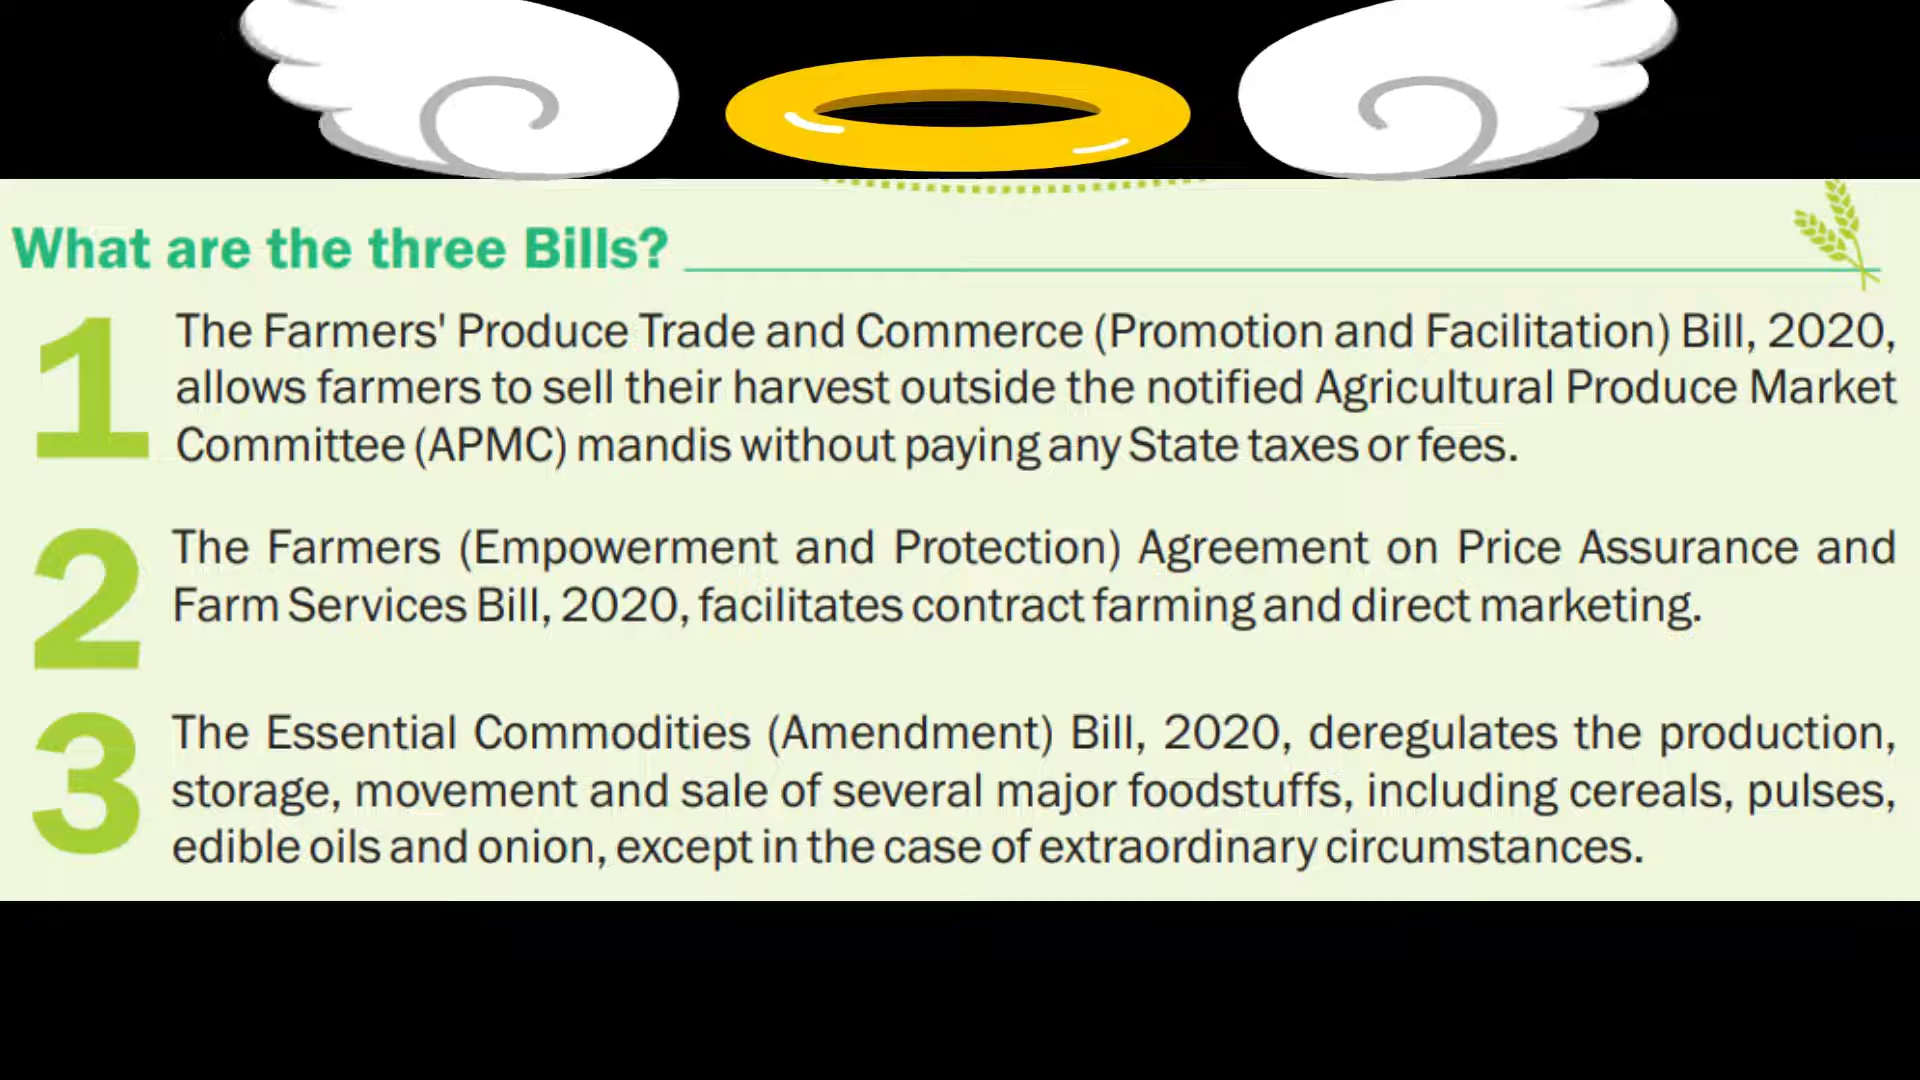 What are the three Bills?
1
The Farmers' Produce Trade and Commerce (Promotion and Facilitation) Bill, 2020,
allows farmers to sell their harvest outside the notified Agricultural Produce Market
Committee (APMC) mandis without paying any State taxes or fees.
2
The Farmers (Empowerment and Protection) Agreement on Price Assurance and
Farm Services Bill, 2020, facilitates contract farming and direct marketing.
3
The Essential Commodities (Amendment) Bill, 2020, deregulates the production,
storage, movement and sale of several major foodstuffs, including cereals, pulses,
edible oils and onion, except in the case of extraordinary circumstances.